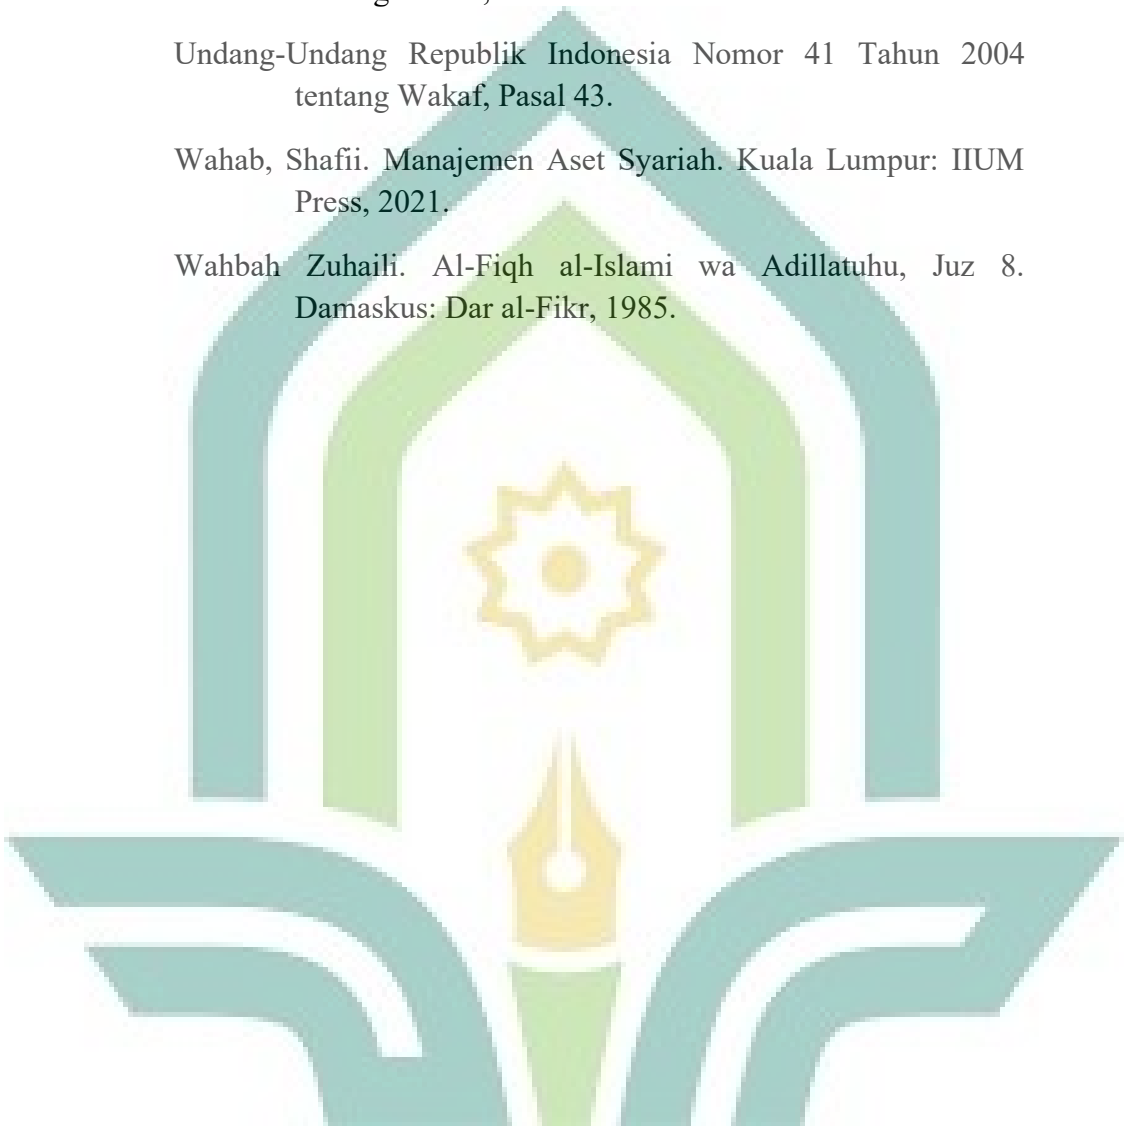 Undang-Undang Republik Indonesia Nomor 41 Tahun 2004
tentang Wakaf, Pasal 43.
Wahab, Shafii. Manajemen Aset Syariah. Kuala Lumpur: IIUM
Press, 2021.
Wahbah Zuhaili. Al-Fiqh al-Islami wa Adillatuhu, Juz 8.
Damaskus: Dar al-Fikr, 1985.